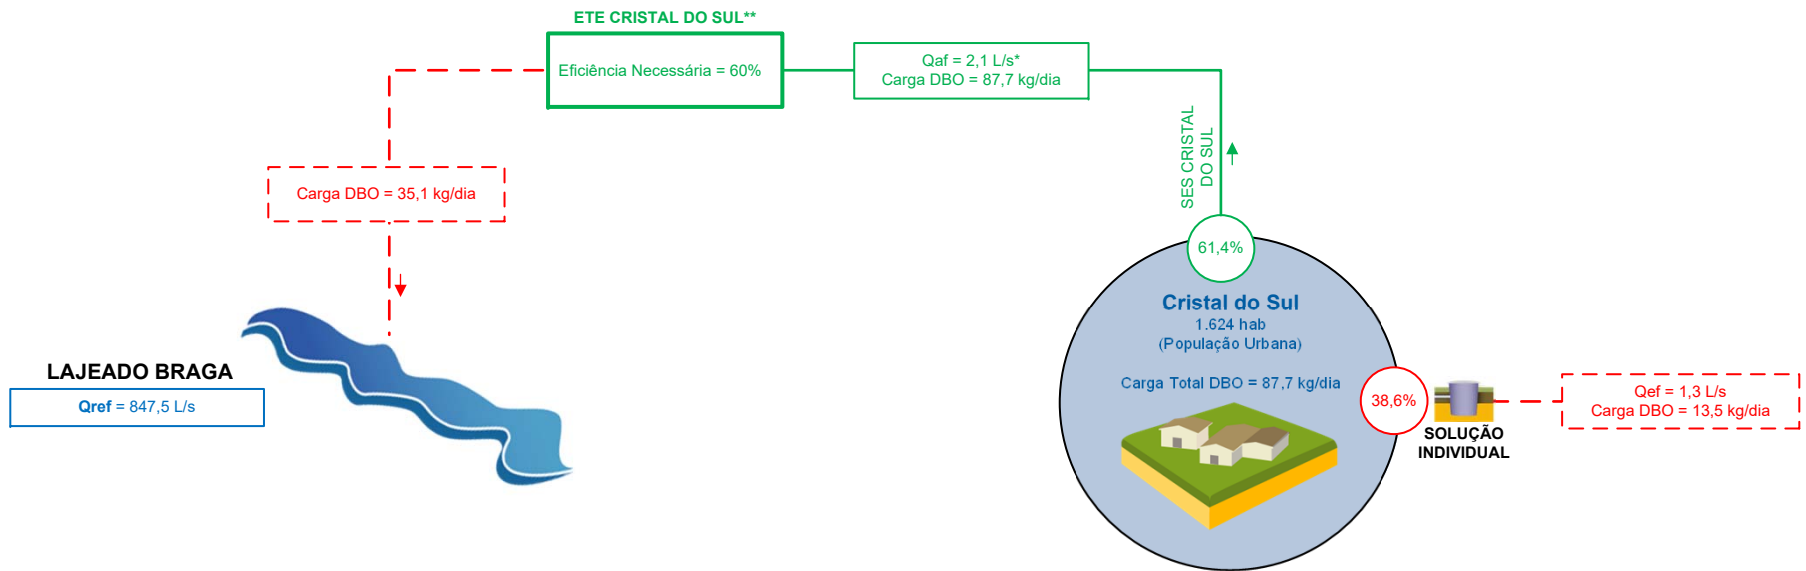 ETE CRISTAL DO SUL**
Eficiência Necessária = 60%
Qaf = 2,1 L/s*
Carga DBO = 87,7 kg/dia
Carga DBO = 35,1 kg/dia
SES CRISTAL
DO SUL
61,4%
Cristal do Sul
1.624 hab
(População Urbana)
Carga Total DBO = 87,7 kg/dia
38,6%
SOLUÇÃO
INDIVIDUAL
Qef = 1,3 L/s
Carga DBO = 13,5 kg/dia
LAJEADO BRAGA
Qref = 847,5 L/s